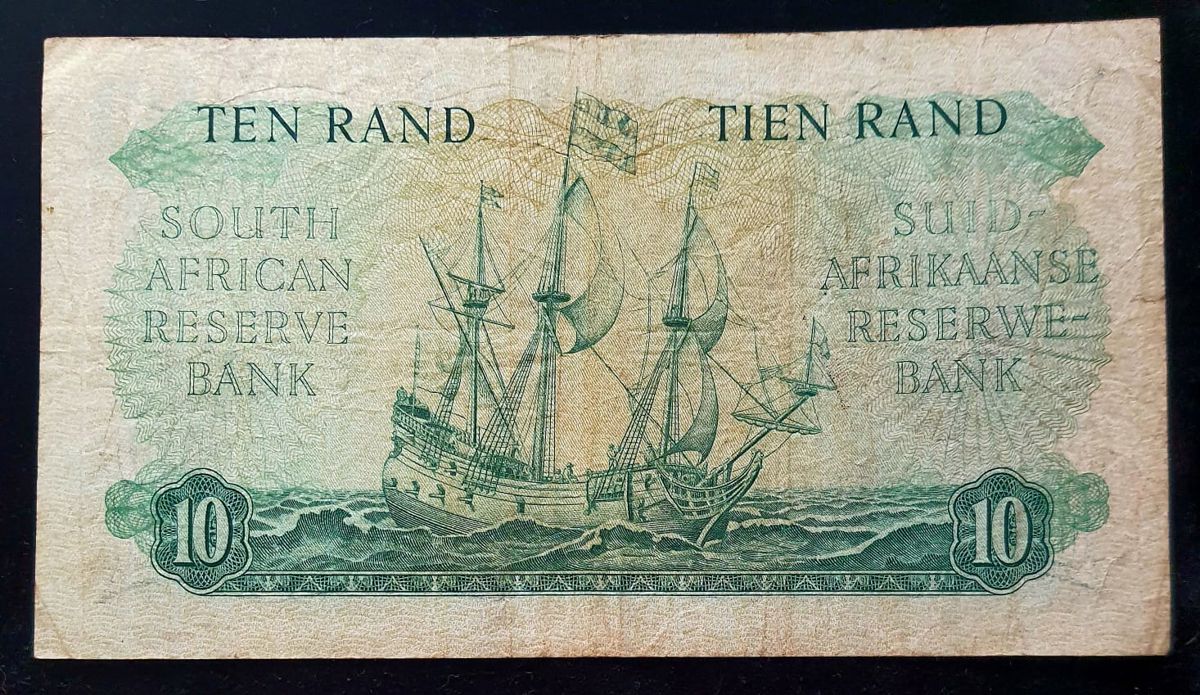 TEN RAND
TIEN RAND
SOUTH
AFRICAN
RESERVE
BANK
SUID-
AFRIKAANSE
RESERWE-
BANK
10
10